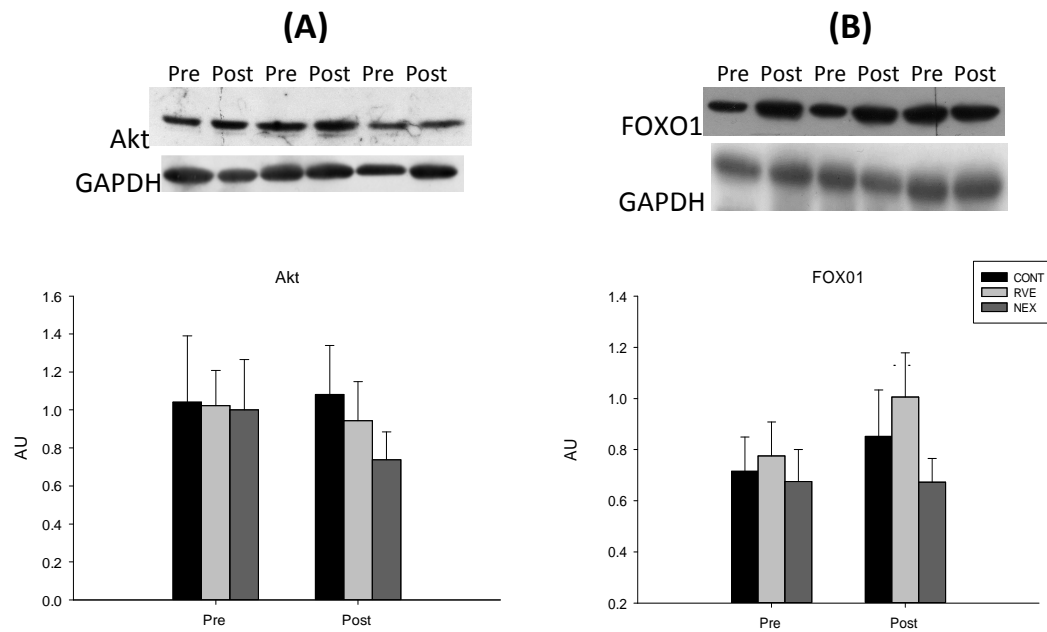 (A)
Pre Post Pre Post Pre Post
Akt
GAPDH
Akt
1.6
1.4
1.2
1.0
0.8
0.6
0.4
0.2
0.0
AU
Pre Post
(B)
Pre Post Pre Post Pre Post
FOXO1
GAPDH
FOX01
CONT
RVE
NEX
1.4
1.2
1.0
0.8
0.6
0.4
0.2
AU
Pre Post